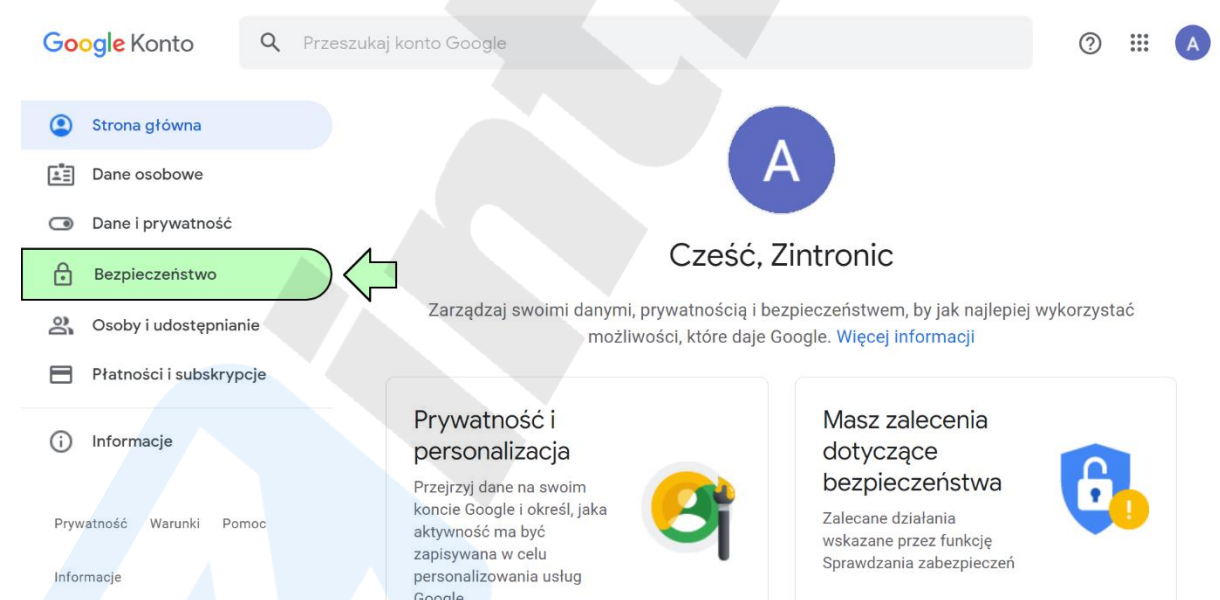 Google Konto
Przeszukaj konto Google
A
Strona główna
Dane osobowe
Dane i prywatność
Bezpieczeństwo
Osoby i udostępnianie
Płatności i subskrypcje
Informacje
Prywatność Warunki Pomoc
Informacje
A
Cześć, Zintronic
Zarządzaj swoimi danymi, prywatnością i bezpieczeństwem, by jak najlepiej wykorzystać
możliwości, które daje Google. Więcej informacji
Prywatność i
personalizacja
Przejrzyj dane na swoim
koncie Google i określ, jaka
aktywność ma być
zapisywana w celu
personalizowania usług
Google
Masz zalecenia
dotyczące
bezpieczeństwa
Zalecane działania
wskazane przez funkcję
Sprawdzania zabezpieczeń